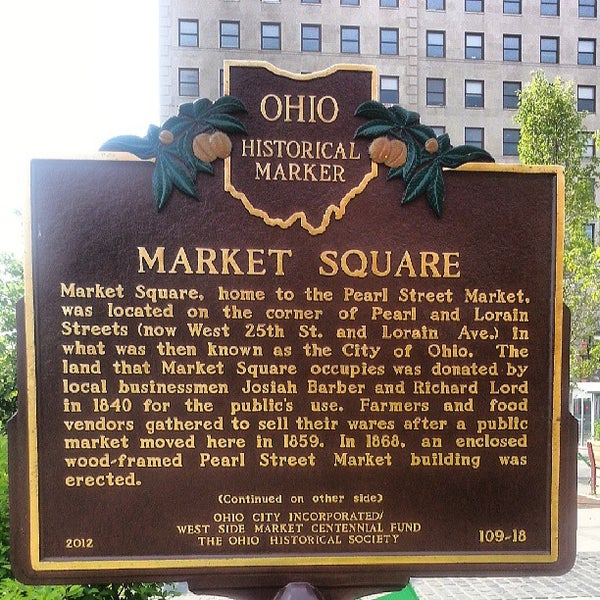 OHIO
HISTORICAL
MARKER
MARKET SQUARE
Market Square, home to the Pearl Street Market,
was located on the corner of Pearl and Lorain
Streets (now West 25th St. and Lorain Ave.) in
what was then known as the City of Ohio. The
land that Market Square occupies was donated by
local businessmen Josiah Barber and Richard Lord
in 1840 for the public's use. Farmers and food
vendors gathered to sell their wares after a public
market moved here in 1859. In 1868, an enclosed
wood-framed Pearl Street Market building was
erected.
(Continued on other side)
OHIO CITY INCORPORATED/
WEST SIDE MARKET CENTENNIAL FUND
THE OHIO HISTORICAL SOCIETY
2012
109-18